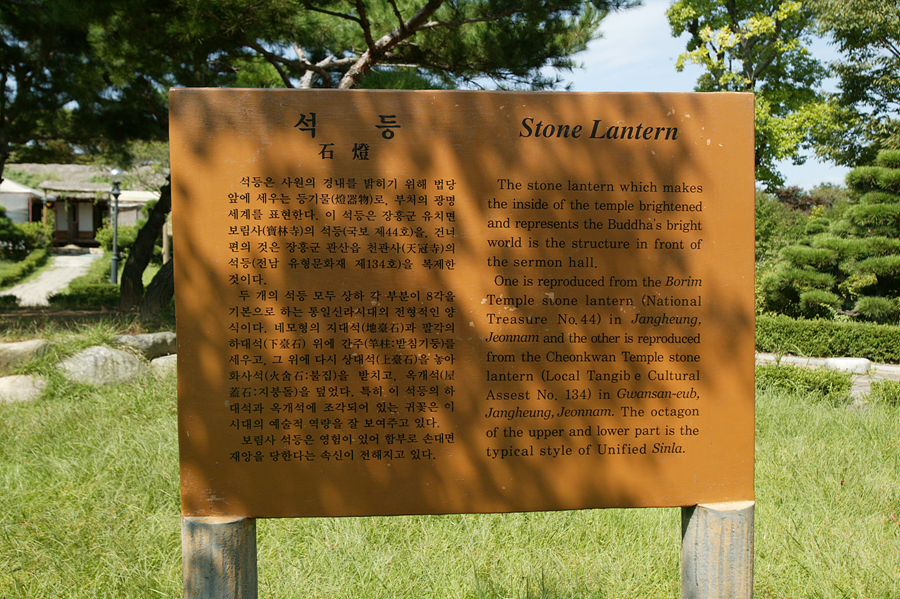 석 등
石 燈
석등은 사원의 경내를 밝히기 위해 법당
앞에 세우는 등기물(燈器物)로, 부처의 광명
세계를 표현한다. 이 석등은 장흥군 유치면
보림사(寶林寺)의 석등(국보 제44호)을, 건너
편의 것은 장흥군 관산읍 천관사(天冠寺)의
석등(전남 유형문화재 제134호)을 복제한
것이다.
두 개의 석등 모두 상하 각 부분이 8각을
기본으로 하는 통일신라시대의 전형적인 양
식이다. 네모형의 지대석(地臺石)과 팔각의
하대석(下臺石) 위에 간주(竿柱:받침기둥)를
세우고, 그 위에 다시 상대석(上臺石)을 놓아
화사석(火舍石:불집)을 받치고, 옥개석(屋
蓋石:지붕돌)을 덮었다. 특히 이 석등의 하
대석과 옥개석에 조각되어 있는 귀꽃은 이
시대의 예술적 역량을 잘 보여주고 있다.
보림사 석등은 영험이 있어 함부로 손대면
재앙을 당한다는 속신이 전해지고 있다.
Stone Lantern
The stone lantern which makes
the inside of the temple brightened
and represents the Buddha's bright
world is the structure in front of
the sermon hall.
One is reproduced from the Borim
Temple stone lantern (National
Treasure No. 44) in Jangheung,
Jeonnam and the other is reproduced
from the Cheonkwan Temple stone
lantern (Local Tangib e Cultural
Assest No. 134) in Gwansan-eub,
Jangheung, Jeonnam. The octagon
of the upper and lower part is the
typical style of Unified Sinla.